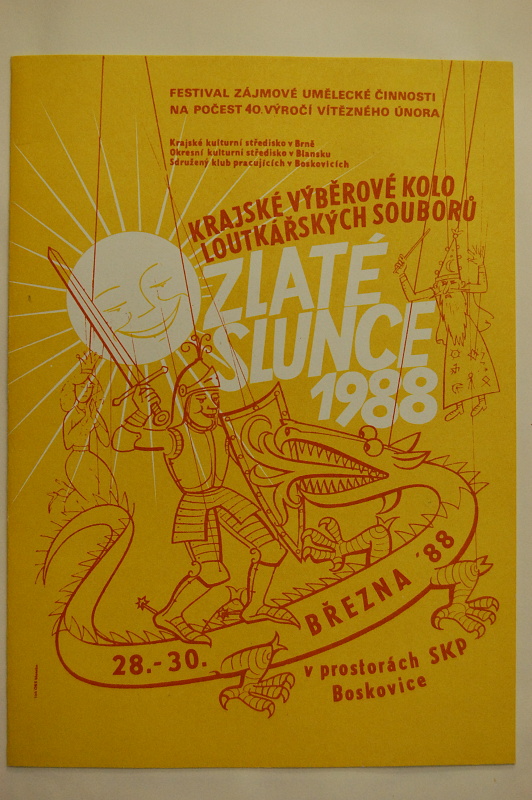 FESTIVAL ZÁJMOVÉ UMĚLECKÉ ČINNOSTI
NA POČEST 40. VÝROČÍ VÍTĚZNÉHO ÚNORA
Krajské kulturní středisko v Brně
Okresní kulturní středisko v Blansku
Sdružený klub pracujících v Boskovicích
KRAJSKÉ VÝBĚROVÉ KOLO
LOUTKÁŘSKÝCH SOUBORŮ
ZLATÉ
SLUNCE
1988
28.-30. BŘEZNA '88
v prostorách SKP
Boskovice